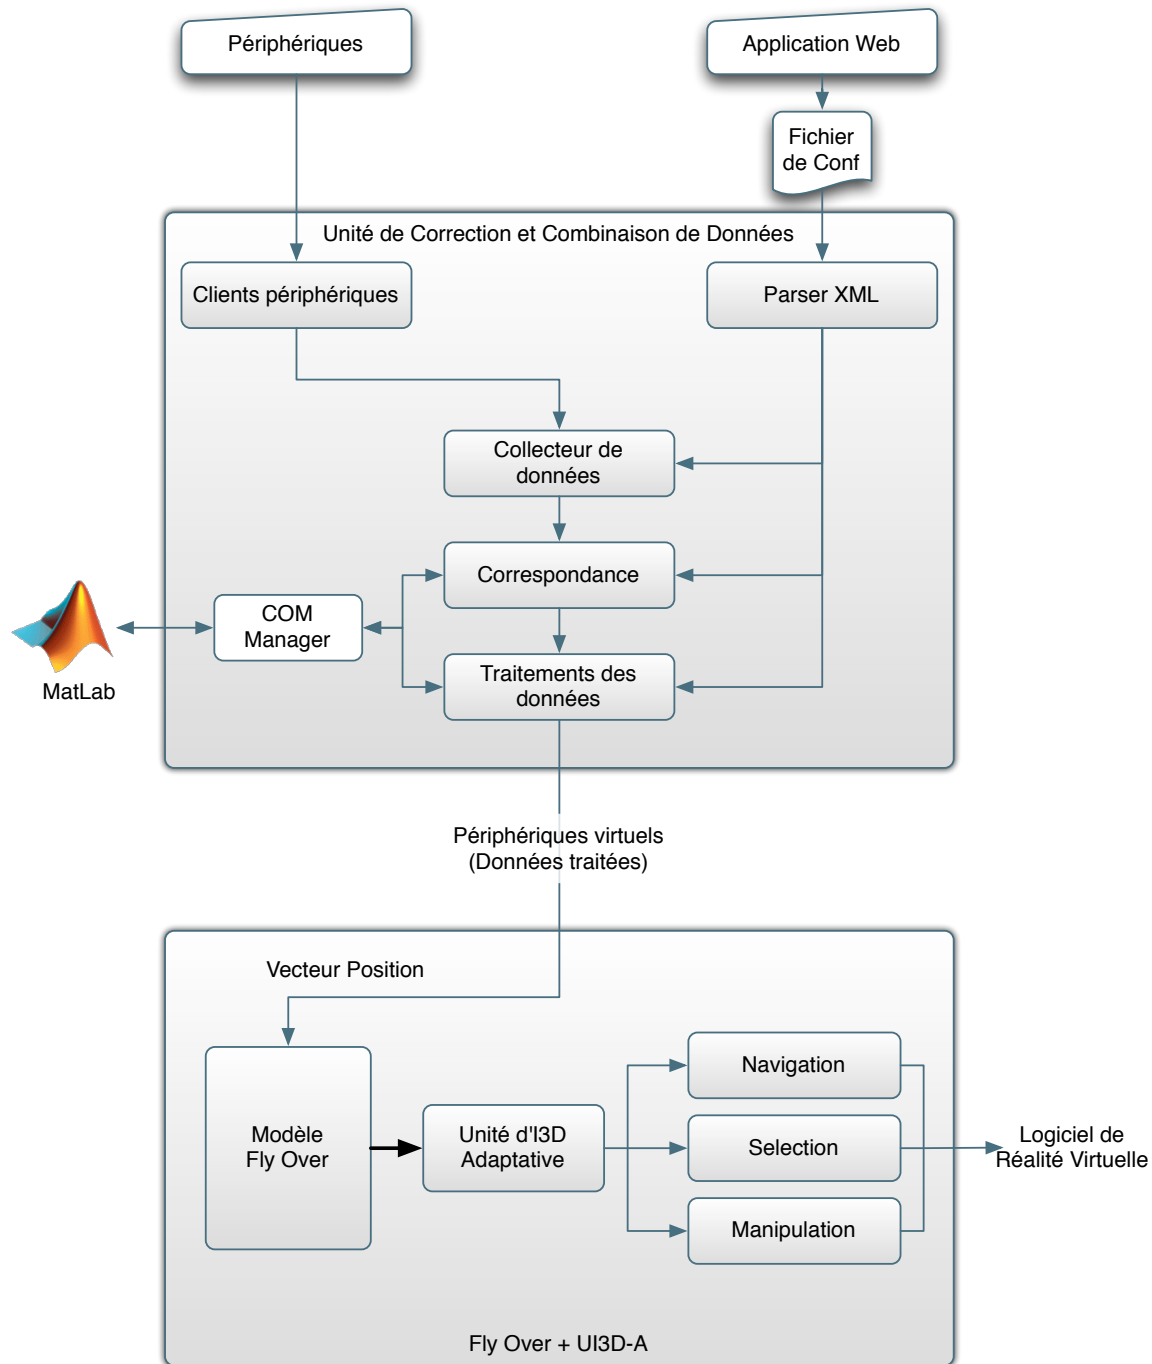 Périphériques
Application Web
Fichier
de Conf
Unité de Correction et Combinaison de Données
Clients périphériques
Parser XML
Collecteur de
données
Correspondance
COM
Manager
MatLab
Traitements des
données
Périphériques virtuels
(Données traitées)
Vecteur Position
Modèle
Fly Over
Unité d'I3D
Adaptative
Navigation
Selection
Manipulation
Logiciel de
Réalité Virtuelle
Fly Over + UI3D-A